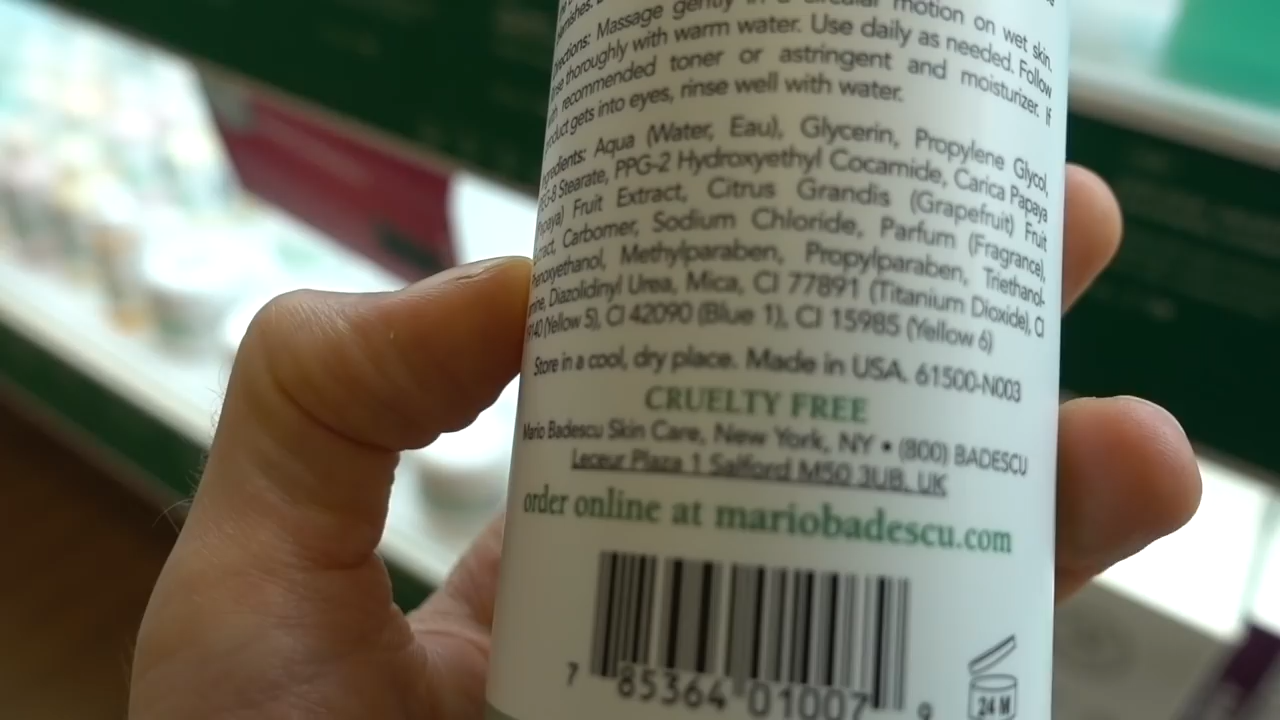 Massage gently in a circular motion on wet skin.
thoroughly with warm water. Use daily as needed. Follow
with recommended toner or astringent and moisturizer. If
product gets into eyes, rinse well with water.
Ingredients: Aqua (Water, Eau), Glycerin, Propylene Glycol,
PEG-8 Stearate, PPG-2 Hydroxyethyl Cocamide, Carica Papaya
(Papaya) Fruit Extract, Citrus Grandis (Grapefruit) Fruit
Extract, Carbomer, Sodium Chloride, Parfum (Fragrance),
Phenoxyethanol, Methylparaben, Propylparaben, Triethanol-
amine, Diazolidinyl Urea, Mica, CI 77891 (Titanium Dioxide), CI
19140 (Yellow 5), CI 42090 (Blue 1), CI 15985 (Yellow 6)
Store in a cool, dry place. Made in USA. 61500-N003
CRUELTY FREE
Mario Badescu Skin Care, New York, NY • (800) BADESCU
Leceur Plaza 1 Salford M50 3UB, UK
order online at mariobadescu.com
7 85364 01007 9
24 M